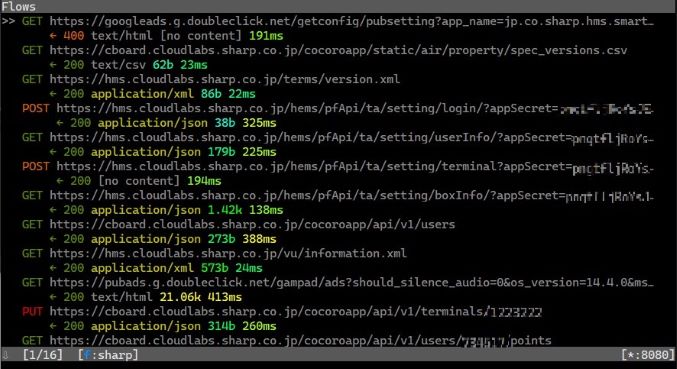 Flows
>> GET https://googleads.g.doubleclick.net/getconfig/pubsetting?app_name=jp.co.sharp.hms.smart…
← 400 text/html [no content] 191ms
GET https://cboard.cloudlabs.sharp.co.jp/cocoroapp/static/air/property/spec_versions.csv
← 200 text/csv 62b 23ms
GET https://hms.cloudlabs.sharp.co.jp/terms/version.xml
← 200 application/xml 86b 22ms
POST https://hms.cloudlabs.sharp.co.jp/hems/pfApi/ta/setting/login/?appSecret=
← 200 application/json 38b 325ms
GET https://hms.cloudlabs.sharp.co.jp/hems/pfApi/ta/setting/userInfo/?appSecret=
← 200 application/json 179b 225ms
POST https://hms.cloudlabs.sharp.co.jp/hems/pfApi/ta/setting/terminal?appSecret=
← 200 [no content] 194ms
GET https://hms.cloudlabs.sharp.co.jp/hems/pfApi/ta/setting/boxInfo/?appSecret=
← 200 application/json 1.42k 138ms
GET https://cboard.cloudlabs.sharp.co.jp/cocoroapp/api/v1/users
← 200 application/json 273b 388ms
GET https://hms.cloudlabs.sharp.co.jp/vu/information.xml
← 200 application/xml 573b 24ms
GET https://pubads.g.doubleclick.net/gampad/ads?should_silence_audio=0&os_version=14.4.0&ms…
← 200 text/html 21.06k 413ms
PUT https://cboard.cloudlabs.sharp.co.jp/cocoroapp/api/v1/terminals/
← 200 application/json 314b 260ms
GET https://cboard.cloudlabs.sharp.co.jp/cocoroapp/api/v1/users/ /points
⇩ [1/16] [f:sharp] [*:8080]